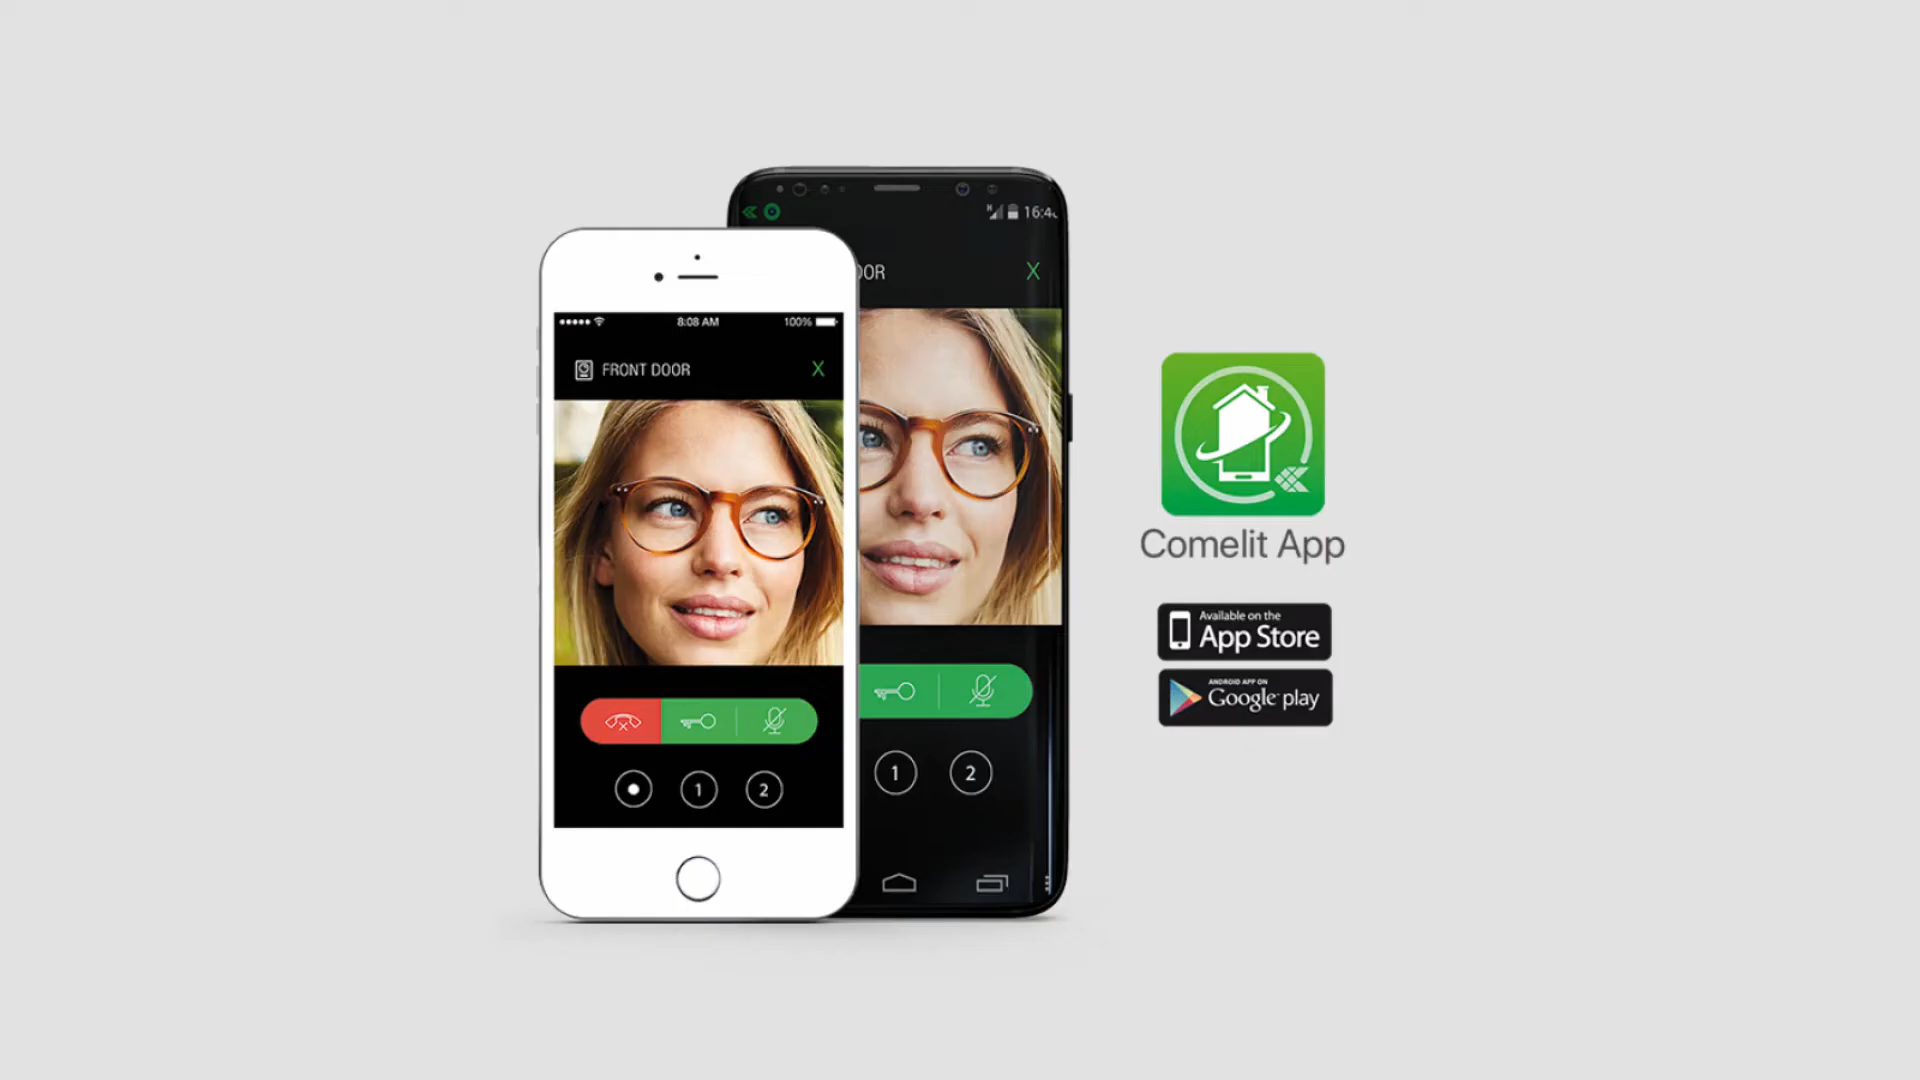 16:4
OOR
X
8:08 AM
100%
FRONT DOOR
X
1
2
1
2
Comelit App
Available on the
App Store
ANDROID APP ON
Google play